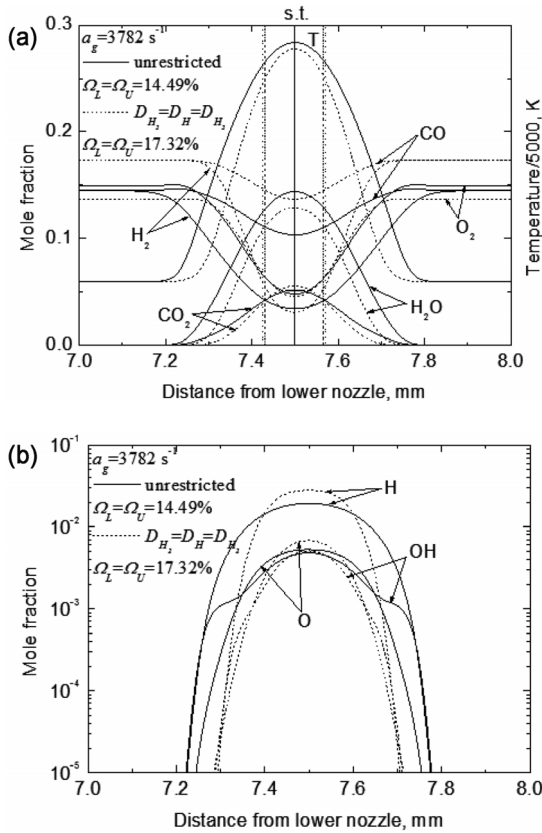 s.t.
(a)
0.3
a_g=3782 s⁻¹
T
unrestricted
Ω_L=Ω_U=14.49%
D_H₂=D_H=D_H₂
CO
0.2
Ω_L=Ω_U=17.32%
Mole fraction
Temperature/5000, K
H₂
O₂
0.1
CO₂
H₂O
0.0
7.0 7.2 7.4 7.6 7.8 8.0
Distance from lower nozzle, mm
(b)
10⁻¹
a_g=3782 s⁻¹
unrestricted
H
Ω_L=Ω_U=14.49%
10⁻²
D_H₂=D_H=D_H₂
OH
Ω_L=Ω_U=17.32%
Mole fraction
10⁻³
O
10⁻⁴
10⁻⁵
7.0 7.2 7.4 7.6 7.8 8.0
Distance from lower nozzle, mm